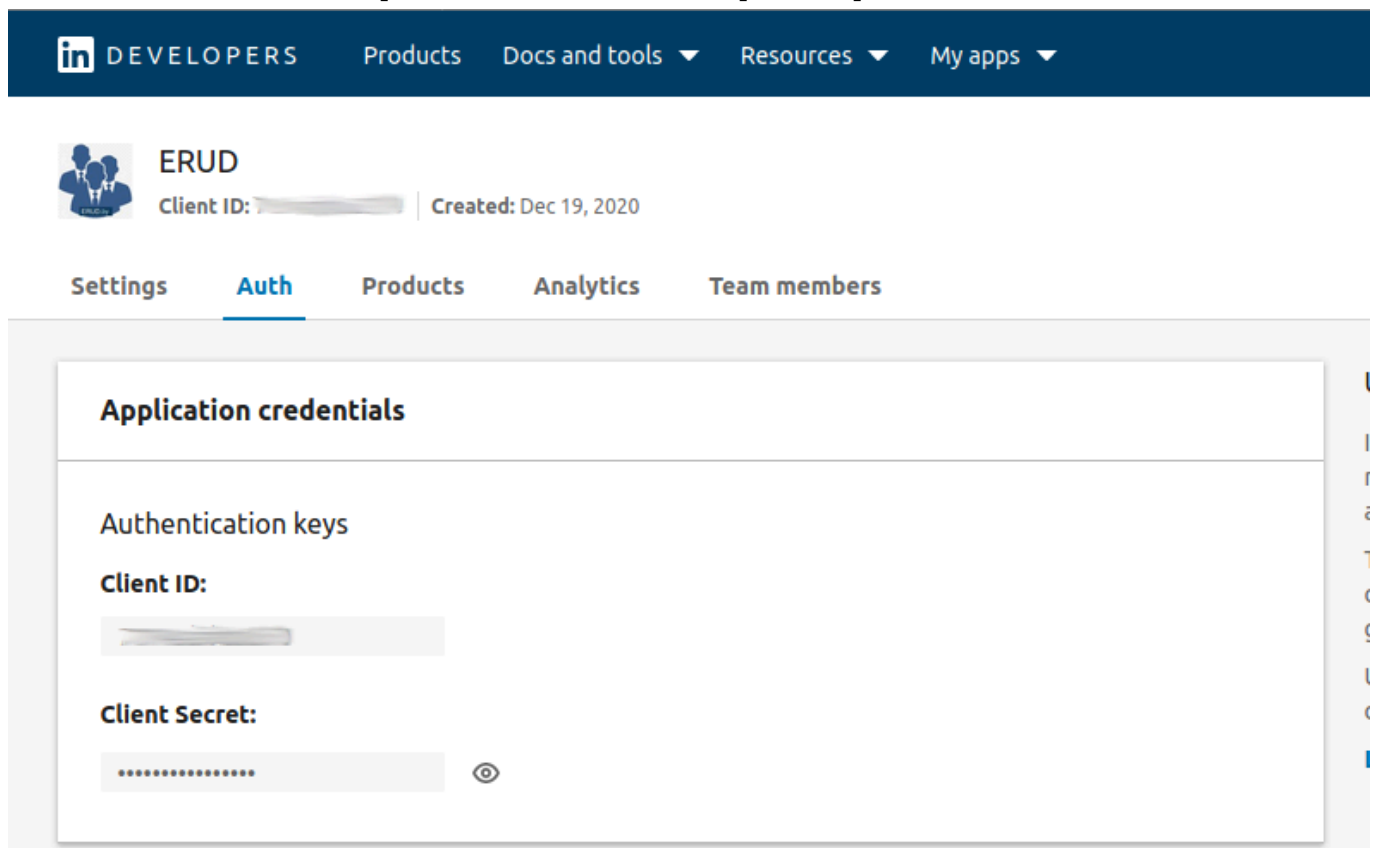 in DEVELOPERS Products Docs and tools Resources My apps
ERUD
Client ID: Created: Dec 19, 2020
Settings Auth Products Analytics Team members
Application credentials
Authentication keys
Client ID:
Client Secret:
••••••••••••••••